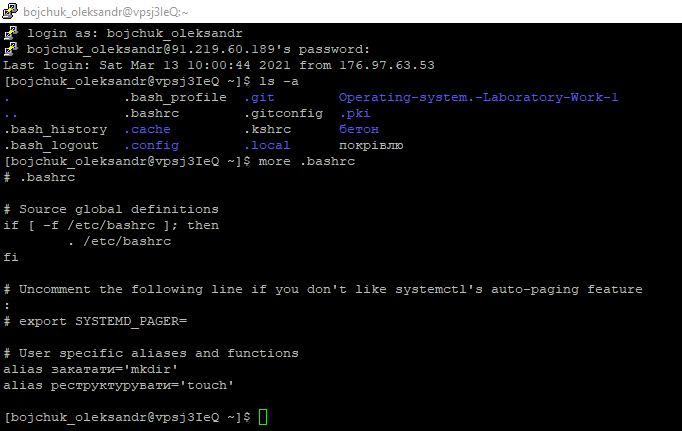 bojchuk_oleksandr@vpsj3IeQ:~
login as: bojchuk_oleksandr
bojchuk_oleksandr@91.219.60.189's password:
Last login: Sat Mar 13 10:00:44 2021 from 176.97.63.53
[bojchuk_oleksandr@vpsj3IeQ ~]$ ls -a
. .bash_profile .git Operating-system.-Laboratory-Work-1
.. .bashrc .gitconfig .pki
.bash_history .cache .kshrc бетон
.bash_logout .config .local покрівлю
[bojchuk_oleksandr@vpsj3IeQ ~]$ more .bashrc
# .bashrc
# Source global definitions
if [ -f /etc/bashrc ]; then
. /etc/bashrc
fi
# Uncomment the following line if you don't like systemctl's auto-paging feature
:
# export SYSTEMD_PAGER=
# User specific aliases and functions
alias закатати='mkdir'
alias реструктурувати='touch'
[bojchuk_oleksandr@vpsj3IeQ ~]$